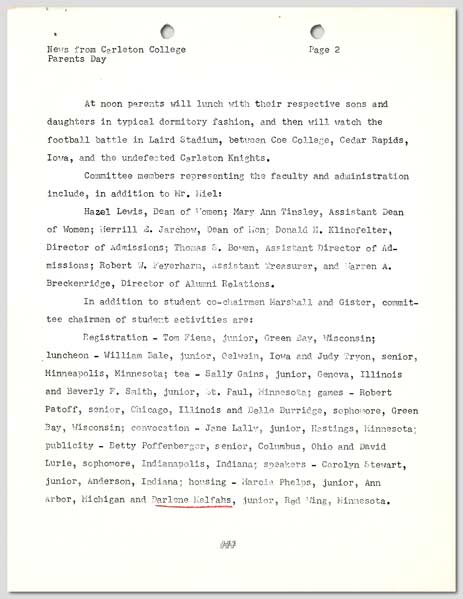 News from Carleton College Page 2
Parents Day
At noon parents will lunch with their respective sons and
daughters in typical dormitory fashion, and then will watch the
football battle in Laird Stadium, between Coe College, Cedar Rapids,
Iowa, and the undefeated Carleton Knights.
Committee members representing the faculty and administration
include, in addition to Mr. Hiel:
Hazel Lewis, Dean of Women; Mary Ann Tinsley, Assistant Dean
of Women; Merrill E. Jarchow, Dean of Men; Donald M. Klinefelter,
Director of Admissions; Thomas S. Bowen, Assistant Director of Ad-
missions; Robert W. Feyerharm, Assistant Treasurer, and Warren A.
Breckenridge, Director of Alumni Relations.
In addition to student co-chairmen Marshall and Gister, commit-
tee chairmen of student activities are:
Registration - Tom Fiene, junior, Green Bay, Wisconsin;
luncheon - William Dale, junior, Oelwein, Iowa and Judy Tryon, senior,
Minneapolis, Minnesota; tea - Sally Gains, junior, Geneva, Illinois
and Beverly F. Smith, junior, St. Paul, Minnesota; games - Robert
Patoff, senior, Chicago, Illinois and Delle Durridge, sophomore, Green
Bay, Wisconsin; convocation - Jane Lally, junior, Hastings, Minnesota;
publicity - Betty Poffenberger, senior, Columbus, Ohio and David
Lurie, sophomore, Indianapolis, Indiana; speakers - Carolyn Stewart,
junior, Anderson, Indiana; housing - Marcia Phelps, junior, Ann
Arbor, Michigan and Darlene Malfahs, junior, Red Wing, Minnesota.
###